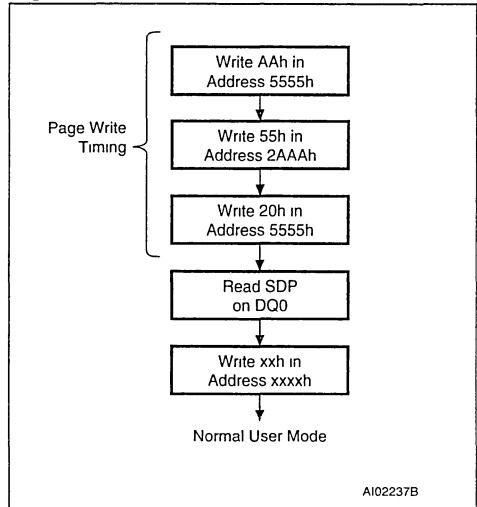 Write AAh in
Address 5555h
Page Write
Timing
Write 55h in
Address 2AAAh
Write 20h in
Address 5555h
Read SDP
on DQ0
Write xxh in
Address xxxxh
Normal User Mode
AI02237B